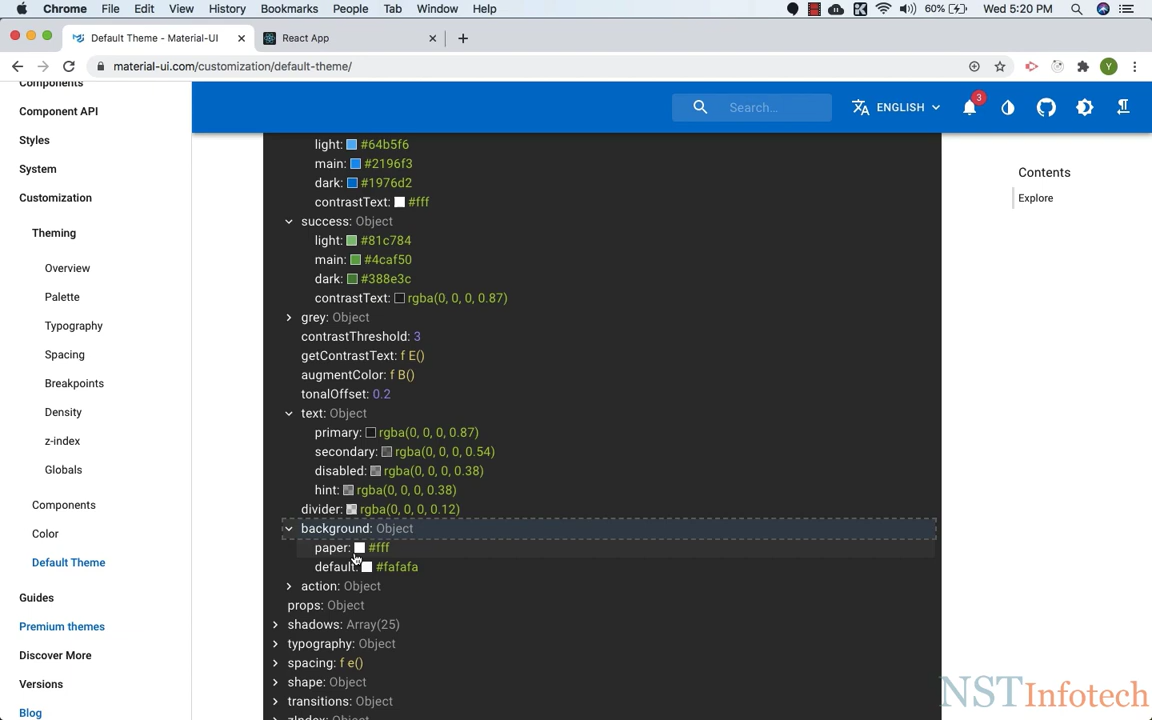 Chrome File Edit View History Bookmarks People Tab Window Help 60% Wed 5:20 PM
Default Theme - Material-UI React App
material-ui.com/customization/default-theme/ Y
Components
Component API
Styles
System
Customization
Theming
Overview
Palette
Typography
Spacing
Breakpoints
Density
z-index
Globals
Components
Color
Default Theme
Guides
Premium themes
Discover More
Versions
Blog
Search... ENGLISH 3
light: #64b5f6
main: #2196f3
dark: #1976d2
contrastText: #fff
success: Object
light: #81c784
main: #4caf50
dark: #388e3c
contrastText: rgba(0, 0, 0, 0.87)
grey: Object
contrastThreshold: 3
getContrastText: f E()
augmentColor: f B()
tonalOffset: 0.2
text: Object
primary: rgba(0, 0, 0, 0.87)
secondary: rgba(0, 0, 0, 0.54)
disabled: rgba(0, 0, 0, 0.38)
hint: rgba(0, 0, 0, 0.38)
divider: rgba(0, 0, 0, 0.12)
background: Object
paper: #fff
default: #fafafa
action: Object
props: Object
shadows: Array(25)
typography: Object
spacing: f e()
shape: Object
transitions: Object
zIndex: Object
Contents
Explore
NSTInfotech